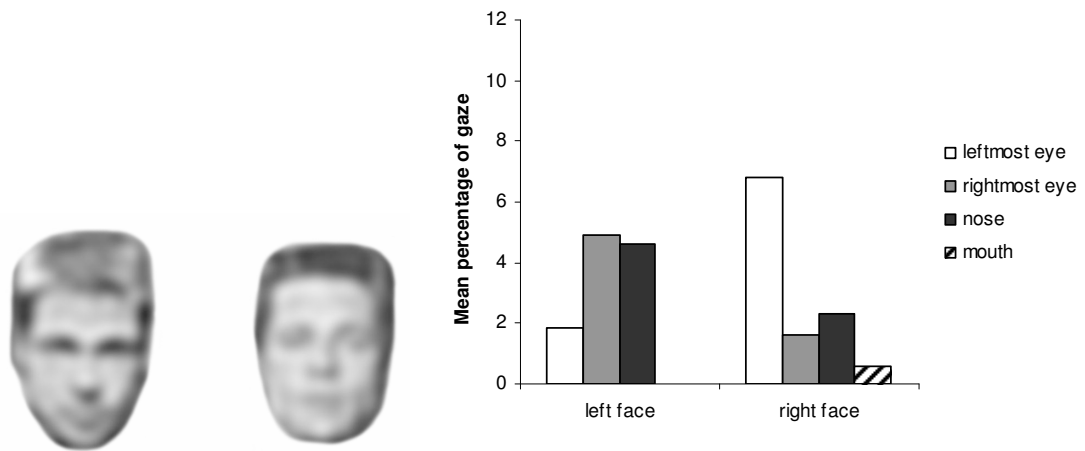 Mean percentage of gaze
12
10
8
6
4
2
0
left face
right face
leftmost eye
rightmost eye
nose
mouth